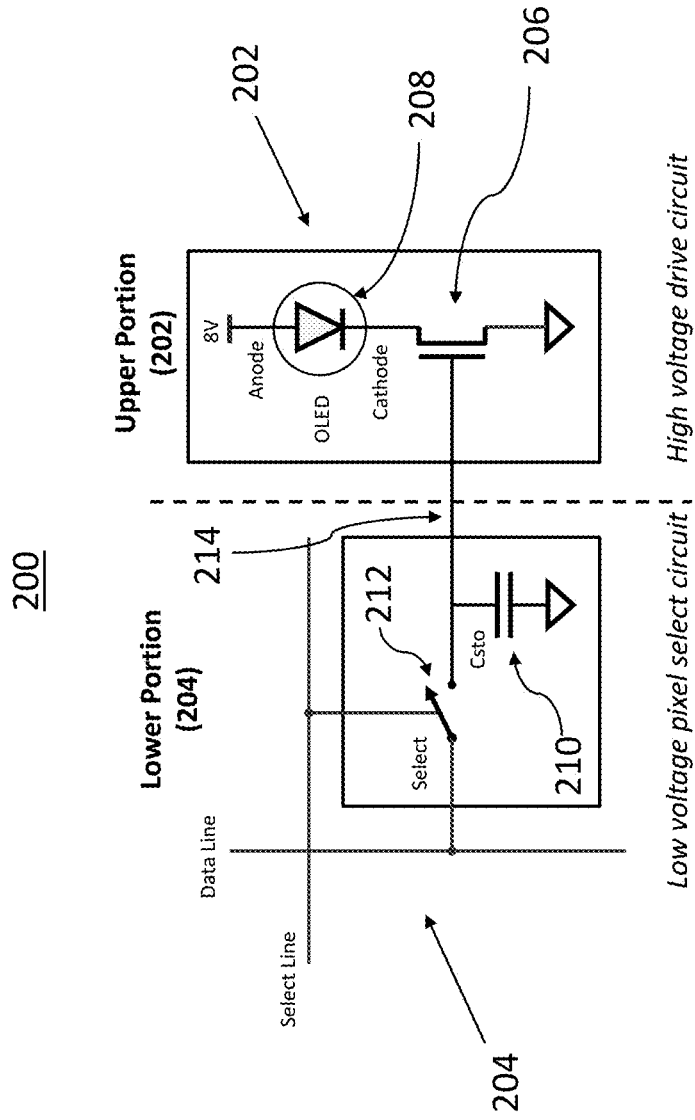 200
Lower Portion
(204)
Upper Portion
(202)
202
Select Line
Data Line
214
212
Select
Csto
210
8V
Anode
OLED
Cathode
208
206
204
Low voltage pixel select circuit
High voltage drive circuit